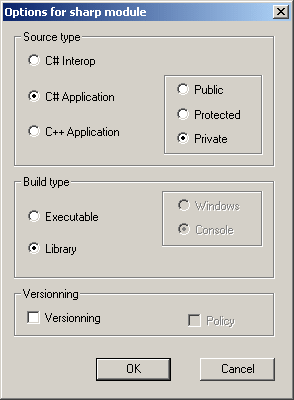 Options for sharp module
Source type
C# Interop
C# Application
C++ Application
Public
Protected
Private
Build type
Executable
Library
Windows
Console
Versionning
Versionning
Policy
OK
Cancel